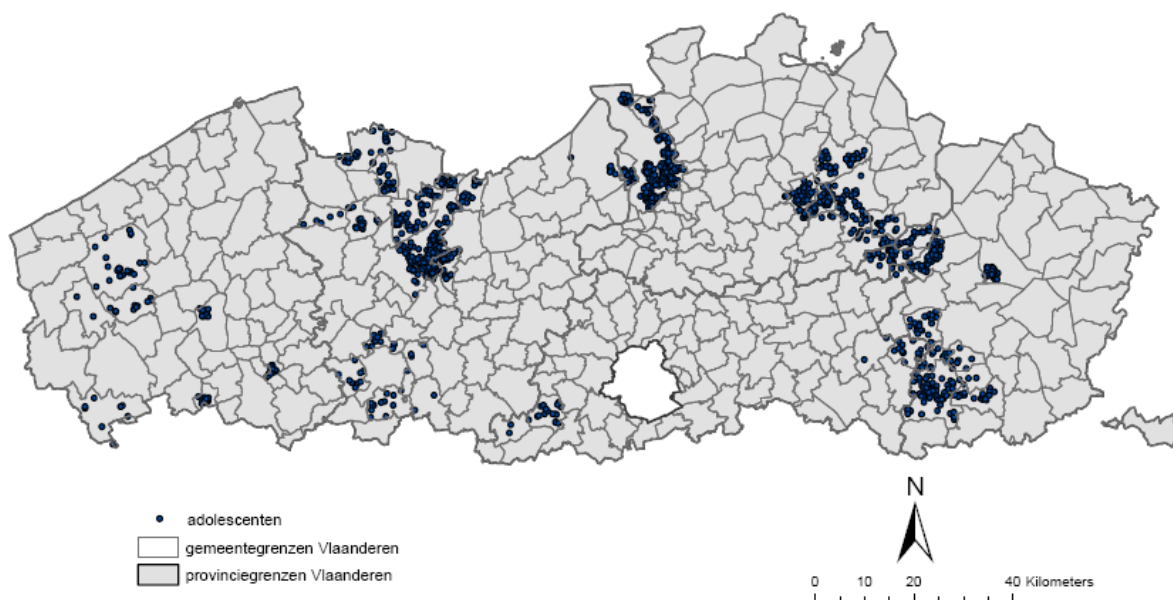 N
adolescenten
gemeentegrenzen Vlaanderen
provinciegrenzen Vlaanderen
0 10 20 40 Kilometers